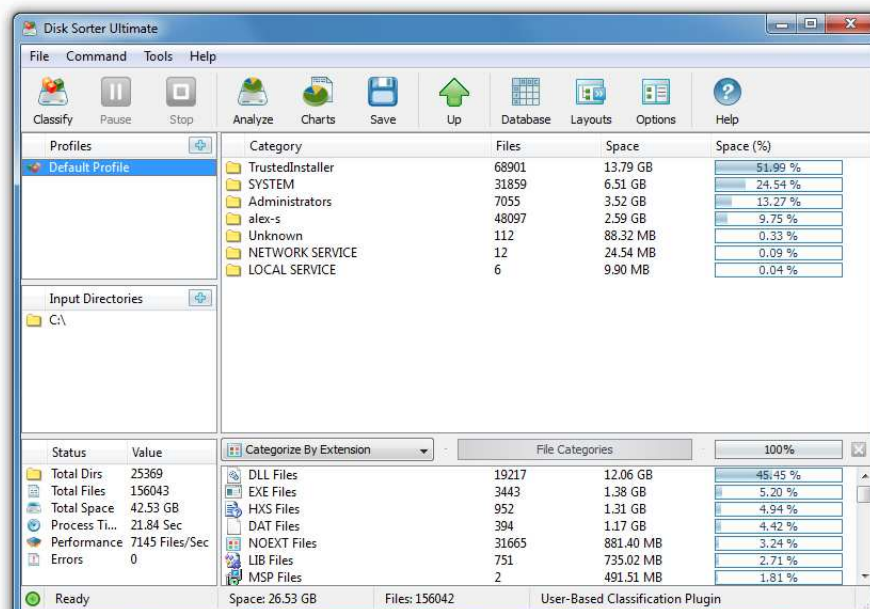 Disk Sorter Ultimate
File Command Tools Help
Classify Pause Stop Analyze Charts Save Up Database Layouts Options Help
Profiles
Default Profile
Input Directories
C:\
Category Files Space Space (%)
TrustedInstaller 68901 13.79 GB 51.99 %
SYSTEM 31859 6.51 GB 24.54 %
Administrators 7055 3.52 GB 13.27 %
alex-s 48097 2.59 GB 9.75 %
Unknown 112 88.32 MB 0.33 %
NETWORK SERVICE 12 24.54 MB 0.09 %
LOCAL SERVICE 6 9.90 MB 0.04 %
Status Value
Total Dirs 25369
Total Files 156043
Total Space 42.53 GB
Process Ti... 21.84 Sec
Performance 7145 Files/Sec
Errors 0
Categorize By Extension File Categories 100%
DLL Files 19217 12.06 GB 45.45 %
EXE Files 3443 1.38 GB 5.20 %
HXS Files 952 1.31 GB 4.94 %
DAT Files 394 1.17 GB 4.42 %
NOEXT Files 31665 881.40 MB 3.24 %
LIB Files 751 735.02 MB 2.71 %
MSP Files 2 491.51 MB 1.81 %
Ready Space: 26.53 GB Files: 156042 User-Based Classification Plugin